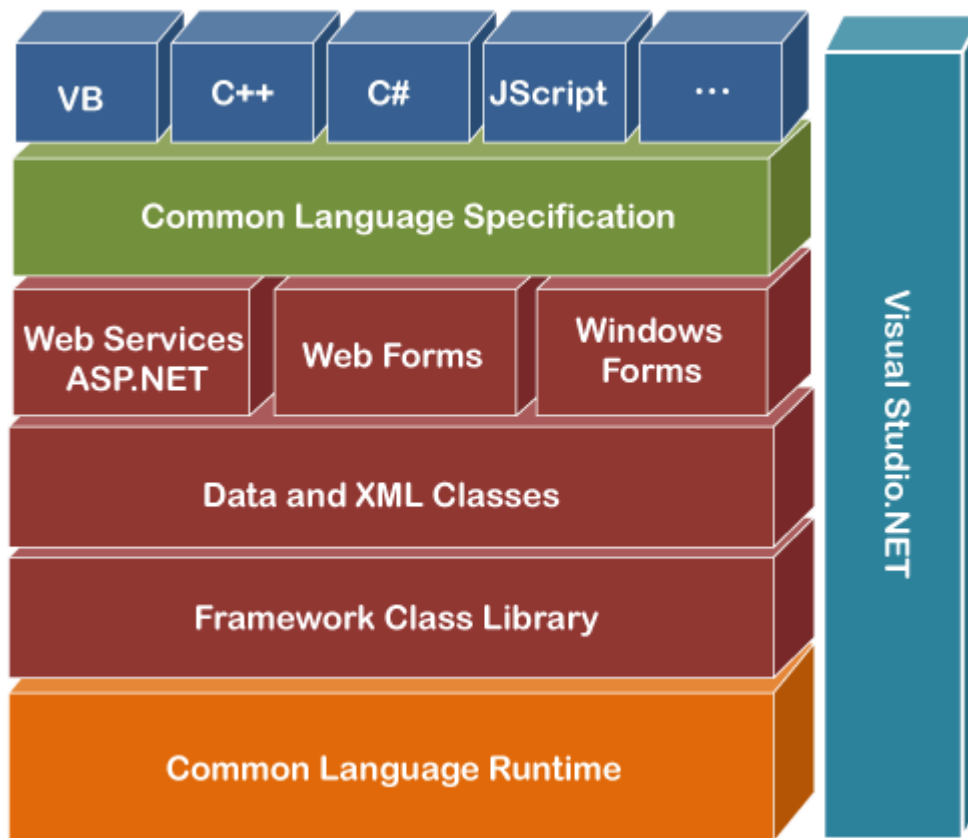 VB
C++
C#
JScript
...
Common Language Specification
Web Services
ASP.NET
Web Forms
Windows
Forms
Data and XML Classes
Framework Class Library
Common Language Runtime
Visual Studio.NET